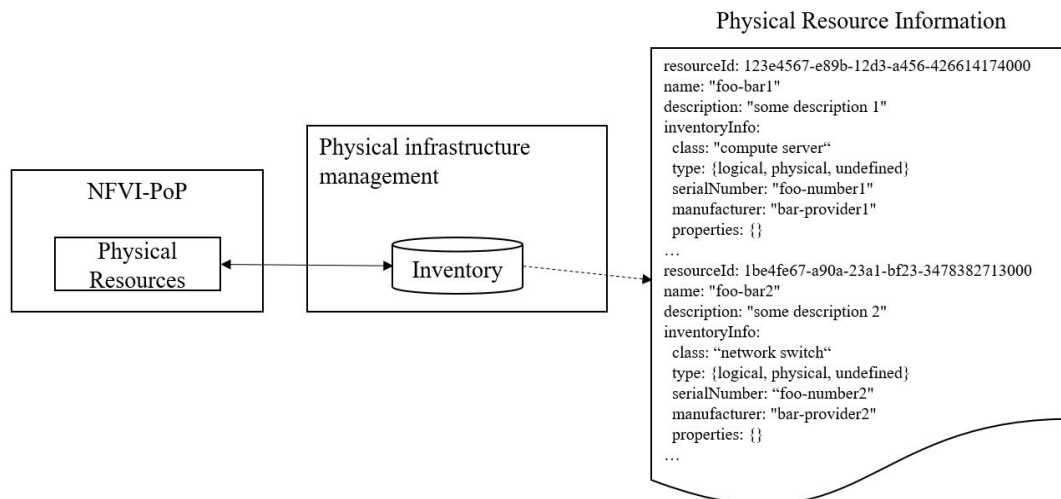 Physical Resource Information
NFVI-PoP
Physical
Resources
Physical infrastructure
management
Inventory
resourceId: 123e4567-e89b-12d3-a456-426614174000
name: "foo-bar1"
description: "some description 1"
inventoryInfo:
class: "compute server“
type: {logical, physical, undefined}
serialNumber: "foo-number1"
manufacturer: "bar-provider1"
properties: {}
…
resourceId: 1be4fe67-a90a-23a1-bf23-3478382713000
name: "foo-bar2"
description: "some description 2"
inventoryInfo:
class: “network switch“
type: {logical, physical, undefined}
serialNumber: “foo-number2"
manufacturer: "bar-provider2"
properties: {}
…